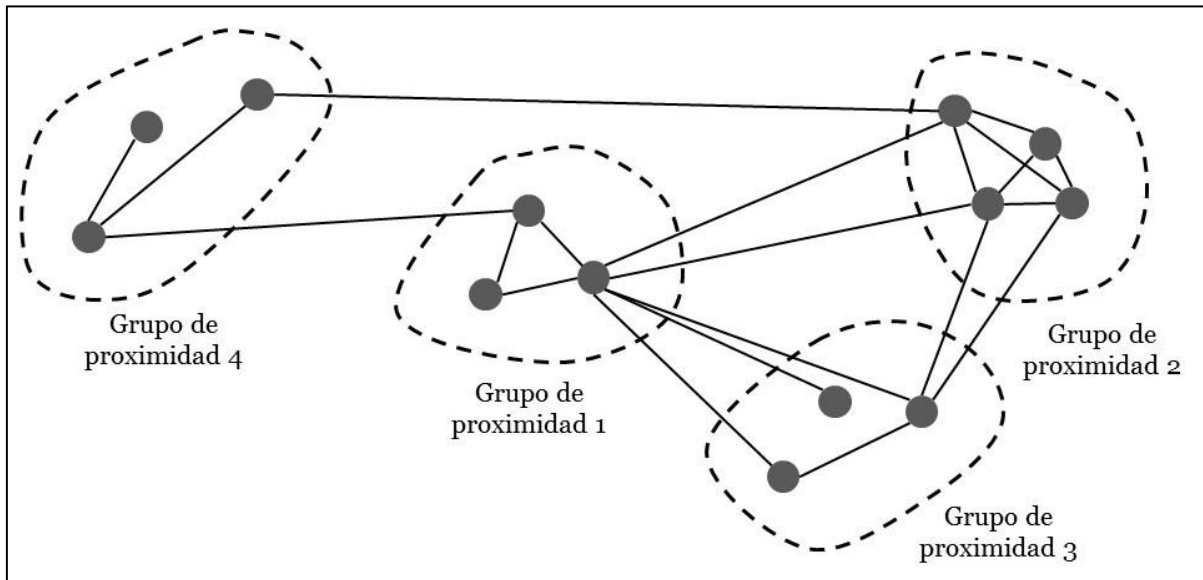 Grupo de
proximidad 4
Grupo de
proximidad 1
Grupo de
proximidad 2
Grupo de
proximidad 3